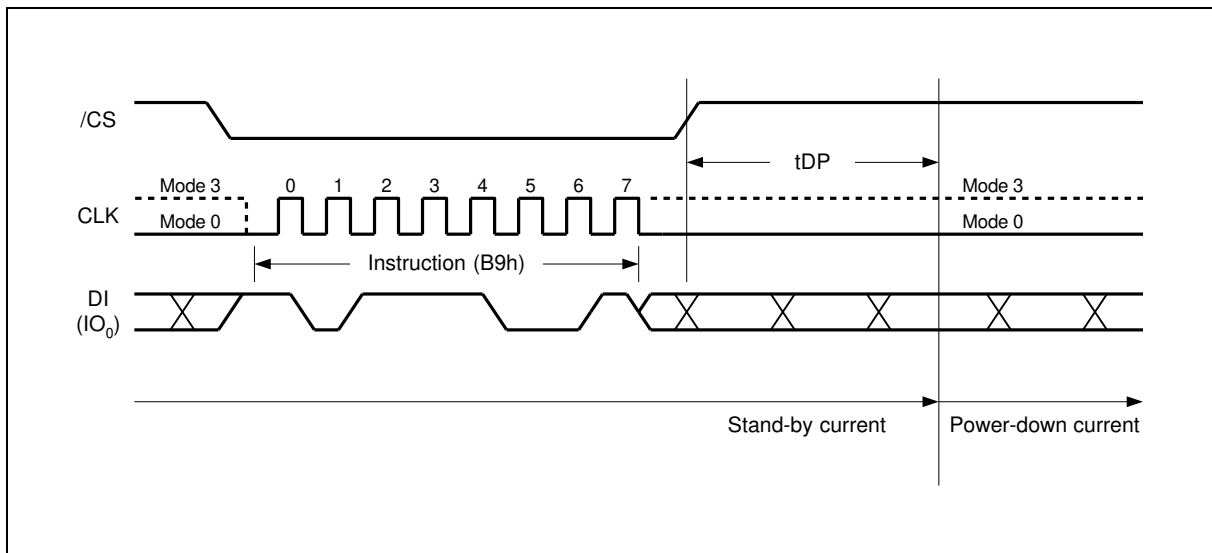 /CS
tDP
Mode 3
0 1 2 3 4 5 6 7
Mode 3
CLK
Mode 0
Mode 0
Instruction (B9h)
DI
(IO0)
Stand-by current
Power-down current